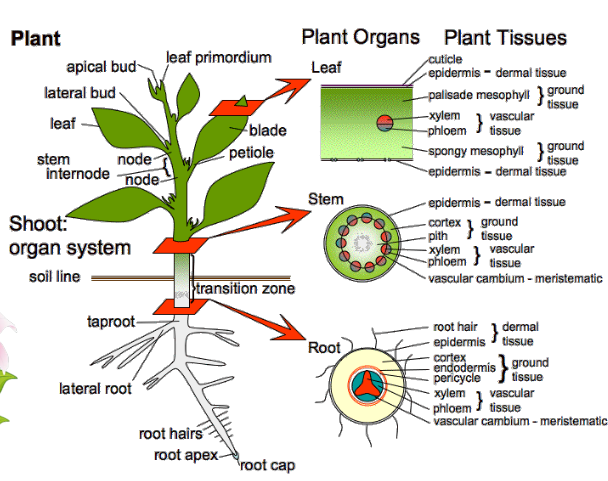 Plant
Plant Organs
Plant Tissues
apical bud
leaf primordium
lateral bud
leaf
blade
stem
node
petiole
internode
node
Shoot:
organ system
soil line
transition zone
taproot
lateral root
root hairs
root apex
root cap
Leaf
cuticle
epidermis – dermal tissue
palisade mesophyll } ground
tissue
xylem } vascular
phloem tissue
spongy mesophyll } ground
tissue
epidermis – dermal tissue
Stem
epidermis – dermal tissue
cortex } ground
pith tissue
xylem } vascular
phloem tissue
vascular cambium - meristematic
Root
root hair } dermal
epidermis tissue
cortex
endodermis } ground
pericycle tissue
xylem } vascular
phloem tissue
vascular cambium - meristematic